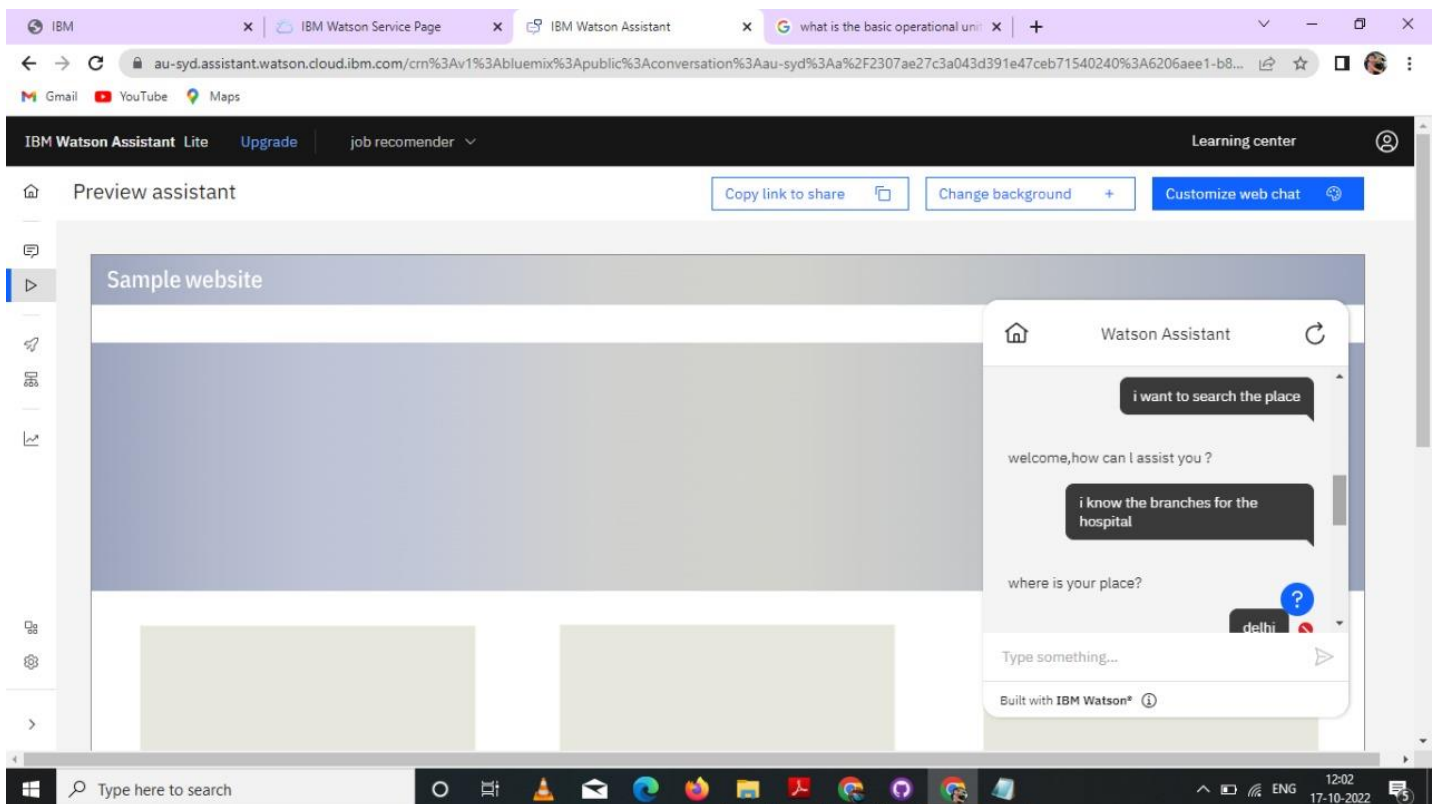 IBM
IBM Watson Service Page
IBM Watson Assistant
what is the basic operational uni
au-syd.assistant.watson.cloud.ibm.com/crn%3Av1%3Abluemix%3Apublic%3Aconversation%3Aau-syd%3Aa%2F2307ae27c3a043d391e47ceb71540240%3A6206aee1-b8...
Gmail YouTube Maps
IBM Watson Assistant Lite Upgrade job recomender Learning center
Preview assistant Copy link to share Change background + Customize web chat
Sample website
Watson Assistant
i want to search the place
welcome,how can l assist you ?
i know the branches for the
hospital
where is your place?
?
delhi
Type something...
Built with IBM Watson®
Type here to search
ENG
12:02
17-10-2022
5